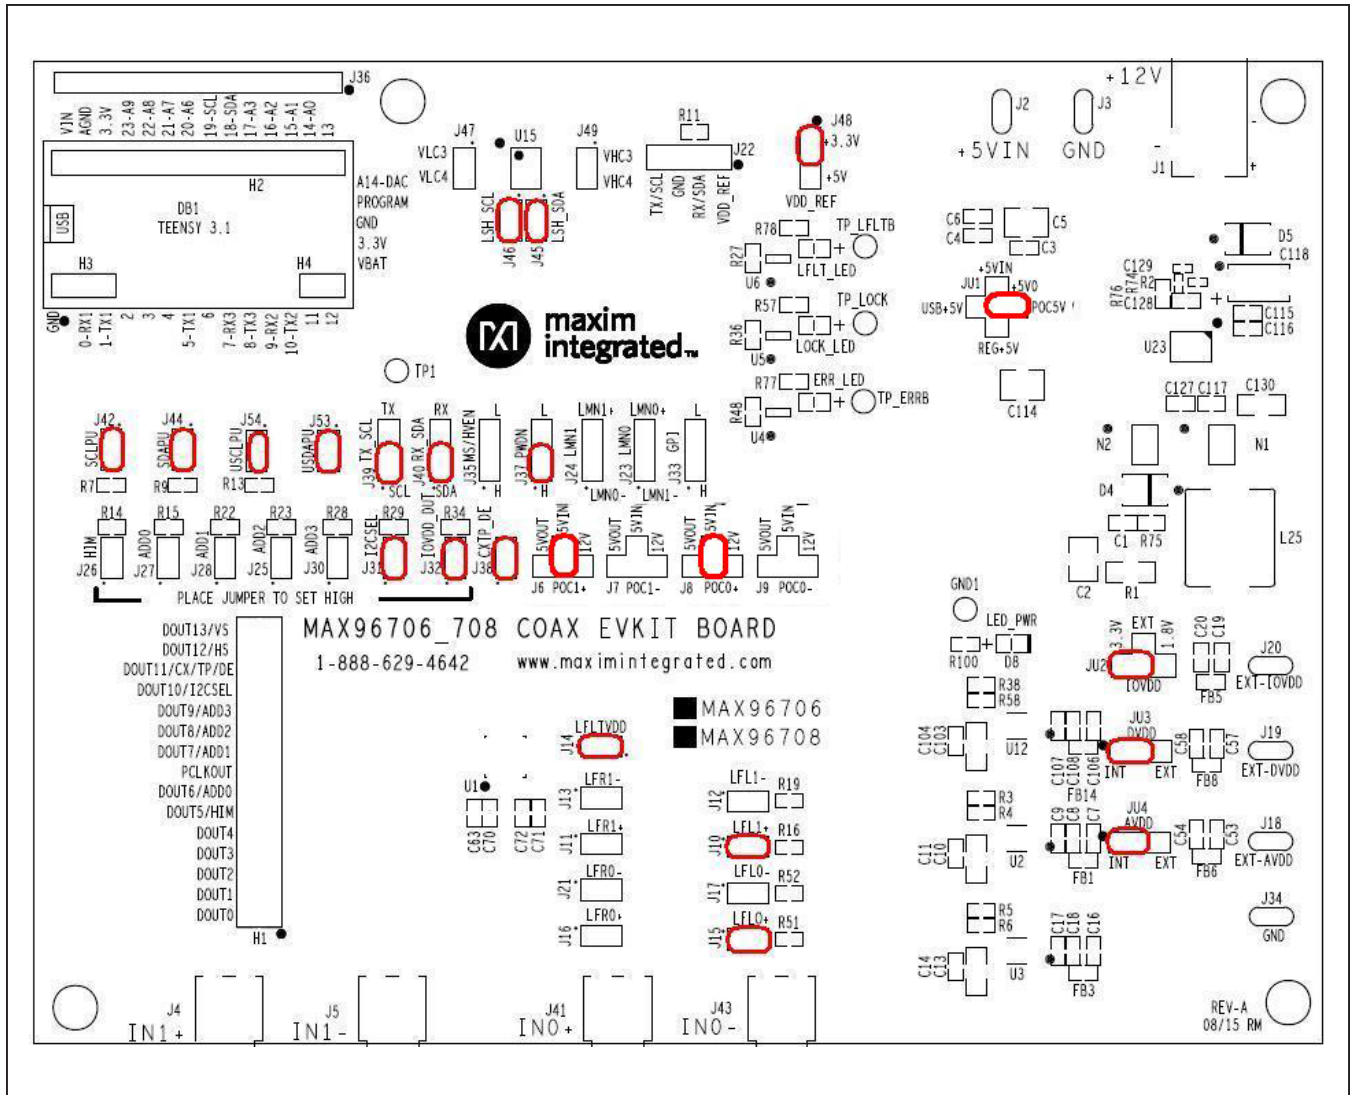 J36
VIN
AGND
3.3V
23-A9
22-A8
21-A7
20-A6
19-SCL
18-SDA
17-A3
16-A2
15-A1
14-A0
13
H2
A14-DAC
PROGRAM
GND
3.3V
VBAT
USB
DB1
TEENSY 3.1
H3
H4
GND
0-RX1
1-TX1
2
3
4
5-TX1
6
7-RX3
8-TX3
9-RX2
10-TX2
11
12
J47
VLC3
VLC4
U15
J49
VHC3
VHC4
LSH_SCL
LSH_SDA
J46
J45
R11
J22
TX/SCL
GND
RX/SDA
VDD_REF
J48
+3.3V
+5V
VDD_REF
R78
TP_LFLTB
R27
+
LFLT_LED
U6
R57
TP_LOCK
R36
+
LOCK_LED
U5
R77
ERR_LED
R48
+
TP_ERRB
U4
+12V
J2
J3
+5VIN
GND
J1
-
-
+
C6
C4
C5
C3
D5
C118
+5VIN
JU1
+5VO
USB+5V
POC5V
REG+5V
C129
R74
R2
R76
C128
+
C115
C116
U23
C114
C127
C117
C130
N2
N1
D4
C1
R75
L25
C2
R1
maxim
integrated™
TP1
J42
SCLPU
R7
J44
SDAPU
R9
J54
USCLPU
R13
J53
USDAPU
TX
J39
TX_SCL
SCL
RX
J40
RX_SDA
SDA
L
J35
MS/HVEN
H
L
J37
PWDN
H
LMN1+
J24
LMN1
LMN0-
LMN0+
J23
LMN0
LMN1-
L
J33
GPI
H
R14
HIM
J26
R15
ADD0
J27
R22
ADD1
J28
R23
ADD2
J25
R28
ADD3
J30
R29
I2CSEL
J31
R34
IOVDD_DUT
J32
CXTP_DE
J38
5VOUT
5VIN
12V
J6 POC1+
5VOUT
5VIN
12V
J7 POC1-
5VOUT
5VIN
12V
J8 POC0+
5VOUT
5VIN
12V
J9 POC0-
PLACE JUMPER TO SET HIGH
MAX96706_708 COAX EVKIT BOARD
1-888-629-4642
www.maximintegrated.com
MAX96706
MAX96708
DOUT13/VS
DOUT12/HS
DOUT11/CX/TP/DE
DOUT10/I2CSEL
DOUT9/ADD3
DOUT8/ADD2
DOUT7/ADD1
PCLKOUT
DOUT6/ADD0
DOUT5/HIM
DOUT4
DOUT3
DOUT2
DOUT1
DOUT0
H1
U1
C63
C70
C72
C71
LFLTVDD
J14
LFR1-
J13
LFR1+
J11
LFR0-
J21
LFR0+
J16
LFL1-
J12
R19
LFL1+
J10
R16
LFL0-
J17
R52
LFL0+
J15
R51
GND1
LED_PWR
R100
+
D8
R38
R58
C104
C103
U12
R3
R4
C11
C10
U2
R5
R6
C14
C13
U3
3.3V
EXT
1.8V
JU2
IOVDD
C20
C19
FB5
J20
EXT-IOVDD
JU3
DVDD
INT
EXT
C107
C108
C106
FB14
C58
C57
FB8
J19
EXT-DVDD
JU4
AVDD
INT
EXT
C9
C8
C7
FB1
C54
C53
FB6
J18
EXT-AVDD
C17
C18
C16
FB3
J34
GND
J4
IN1+
J5
IN1-
J41
IN0+
J43
IN0-
REV-A
08/15 RM